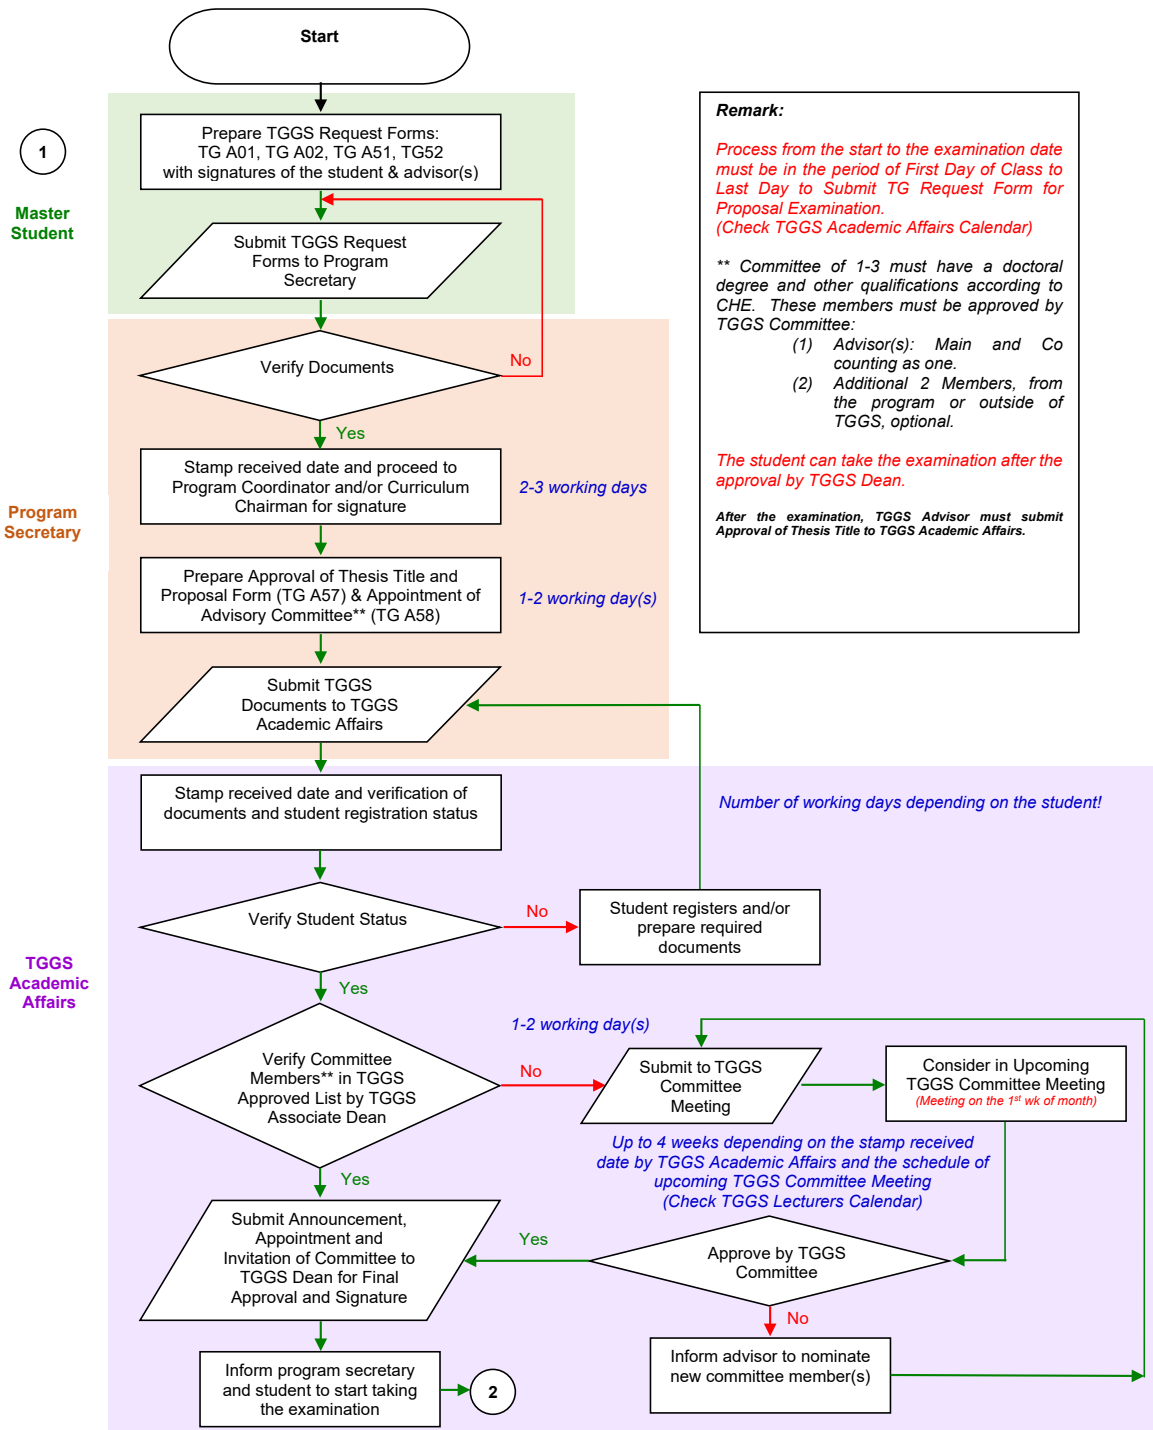 Start
1
Master
Student
Prepare TGGS Request Forms:
TG A01, TG A02, TG A51, TG52
with signatures of the student & advisor(s)
Submit TGGS Request
Forms to Program
Secretary
Verify Documents
No
Yes
Program
Secretary
Stamp received date and proceed to
Program Coordinator and/or Curriculum
Chairman for signature
2-3 working days
Prepare Approval of Thesis Title and
Proposal Form (TG A57) & Appointment of
Advisory Committee** (TG A58)
1-2 working day(s)
Submit TGGS
Documents to TGGS
Academic Affairs
Remark:
Process from the start to the examination date
must be in the period of First Day of Class to
Last Day to Submit TG Request Form for
Proposal Examination.
(Check TGGS Academic Affairs Calendar)
** Committee of 1-3 must have a doctoral
degree and other qualifications according to
CHE. These members must be approved by
TGGS Committee:
(1) Advisor(s): Main and Co
counting as one.
(2) Additional 2 Members, from
the program or outside of
TGGS, optional.
The student can take the examination after the
approval by TGGS Dean.
After the examination, TGGS Advisor must submit
Approval of Thesis Title to TGGS Academic Affairs.
TGGS
Academic
Affairs
Stamp received date and verification of
documents and student registration status
Number of working days depending on the student!
Verify Student Status
No
Student registers and/or
prepare required
documents
Yes
1-2 working day(s)
Verify Committee
Members** in TGGS
Approved List by TGGS
Associate Dean
No
Submit to TGGS
Committee
Meeting
Consider in Upcoming
TGGS Committee Meeting
(Meeting on the 1st wk of month)
Up to 4 weeks depending on the stamp received
date by TGGS Academic Affairs and the schedule of
upcoming TGGS Committee Meeting
(Check TGGS Lecturers Calendar)
Yes
Submit Announcement,
Appointment and
Invitation of Committee to
TGGS Dean for Final
Approval and Signature
Yes
Approve by TGGS
Committee
No
Inform advisor to nominate
new committee member(s)
Inform program secretary
and student to start taking
the examination
2